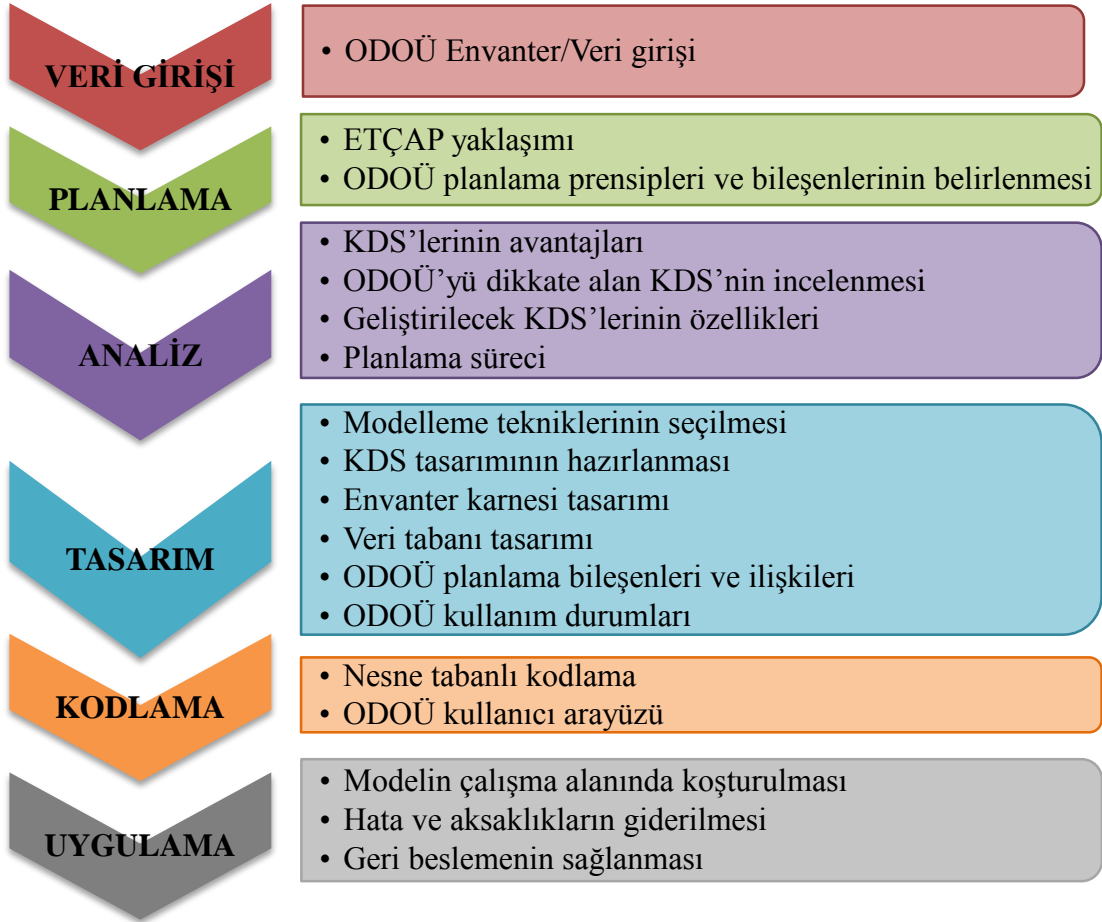 VERİ GİRİŞİ
• ODOÜ Envanter/Veri girişi
PLANLAMA
• ETÇAP yaklaşımı
• ODOÜ planlama prensipleri ve bileşenlerinin belirlenmesi
ANALİZ
• KDS’lerinin avantajları
• ODOÜ’yü dikkate alan KDS’nin incelenmesi
• Geliştirilecek KDS’lerinin özellikleri
• Planlama süreci
TASARIM
• Modelleme tekniklerinin seçilmesi
• KDS tasarımının hazırlanması
• Envanter karnesi tasarımı
• Veri tabanı tasarımı
• ODOÜ planlama bileşenleri ve ilişkileri
• ODOÜ kullanım durumları
KODLAMA
• Nesne tabanlı kodlama
• ODOÜ kullanıcı arayüzü
UYGULAMA
• Modelin çalışma alanında koşturulması
• Hata ve aksaklıkların giderilmesi
• Geri beslemenin sağlanması